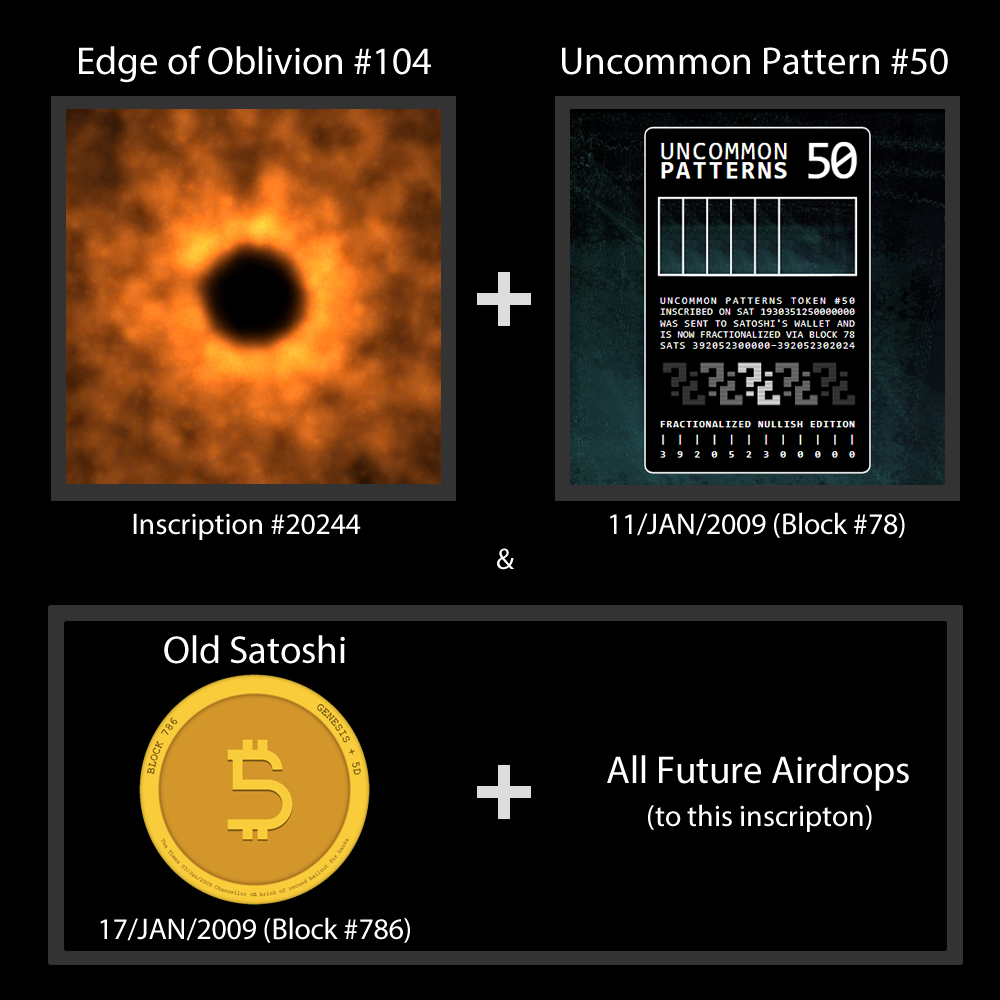 Edge of Oblivion #104
Uncommon Pattern #50
UNCOMMON
PATTERNS
50
UNCOMMON PATTERNS TOKEN #50
INSCRIBED ON SAT 1930351250000000
WAS SENT TO SATOSHI'S WALLET AND
IS NOW FRACTIONALIZED VIA BLOCK 78
SATS 392052300000-392052302024
FRACTIONALIZED NULLISH EDITION
3 9 2 0 5 2 3 0 0 0 0 0
Inscription #20244
11/JAN/2009 (Block #78)
&
Old Satoshi
BLOCK 786
GENESIS + 5D
The Times 03/Jan/2009 Chancellor on brink of second bailout for banks
17/JAN/2009 (Block #786)
+
All Future Airdrops
(to this inscripton)